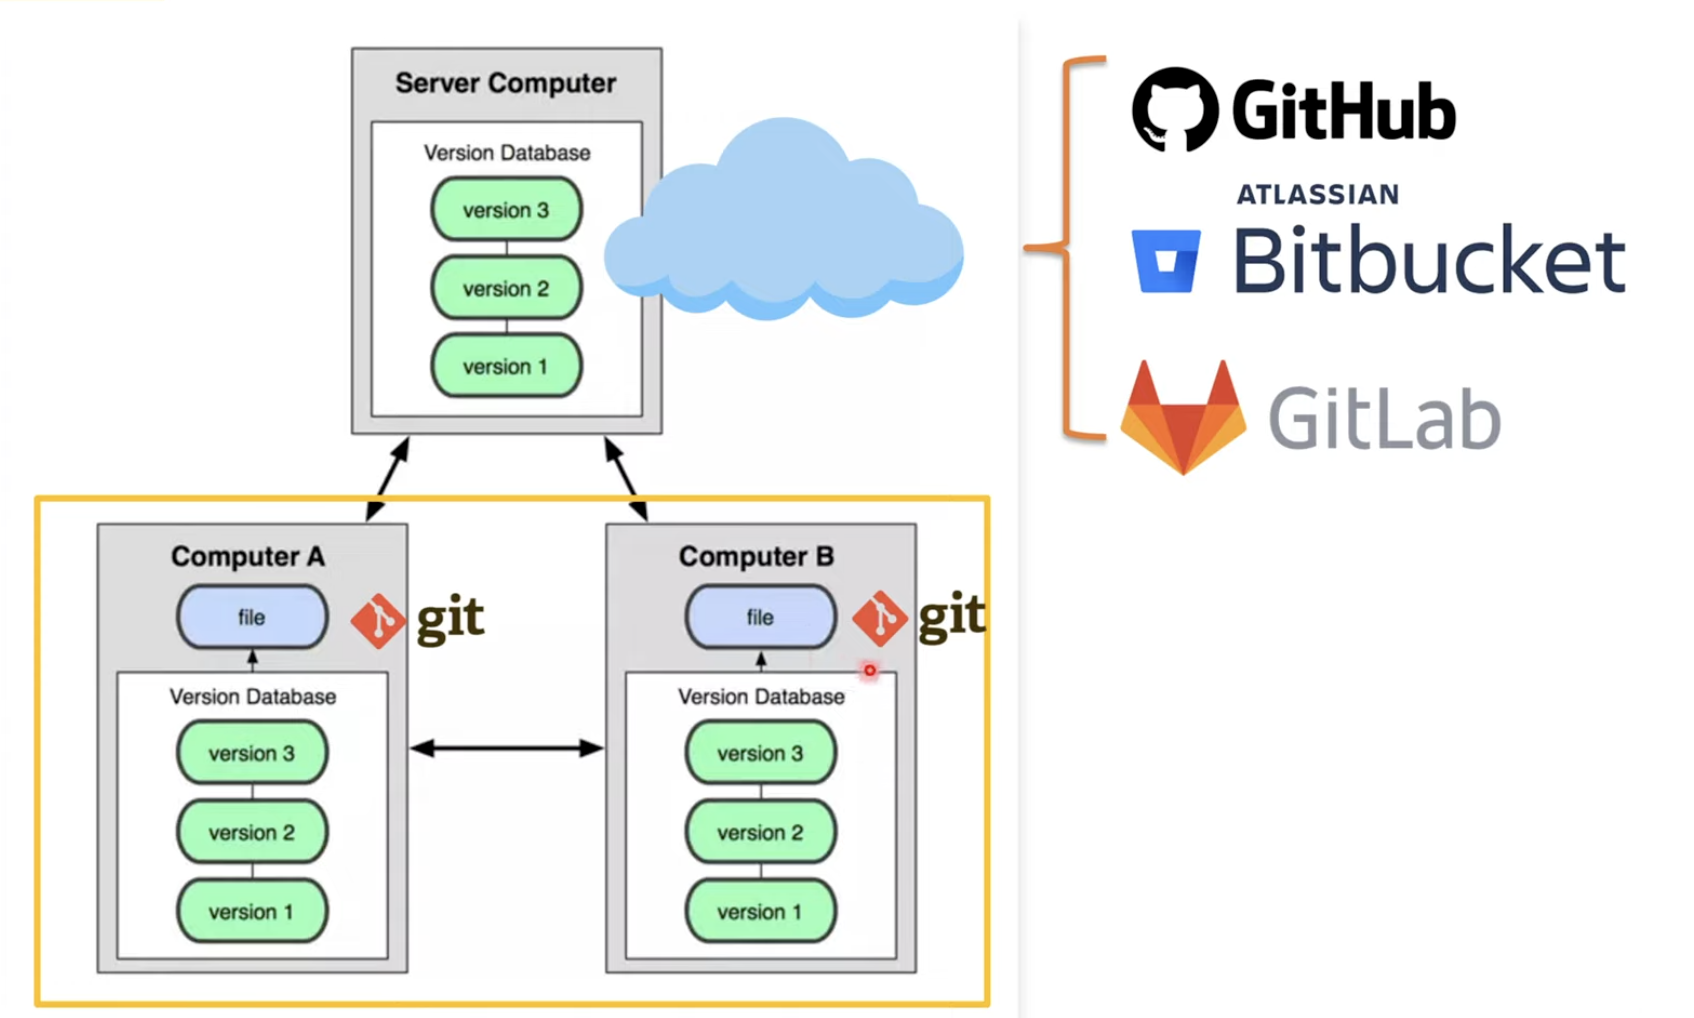 Server Computer
Version Database
version 3
version 2
version 1
GitHub
ATLASSIAN
Bitbucket
GitLab
Computer A
file
git
Version Database
version 3
version 2
version 1
Computer B
file
git
Version Database
version 3
version 2
version 1